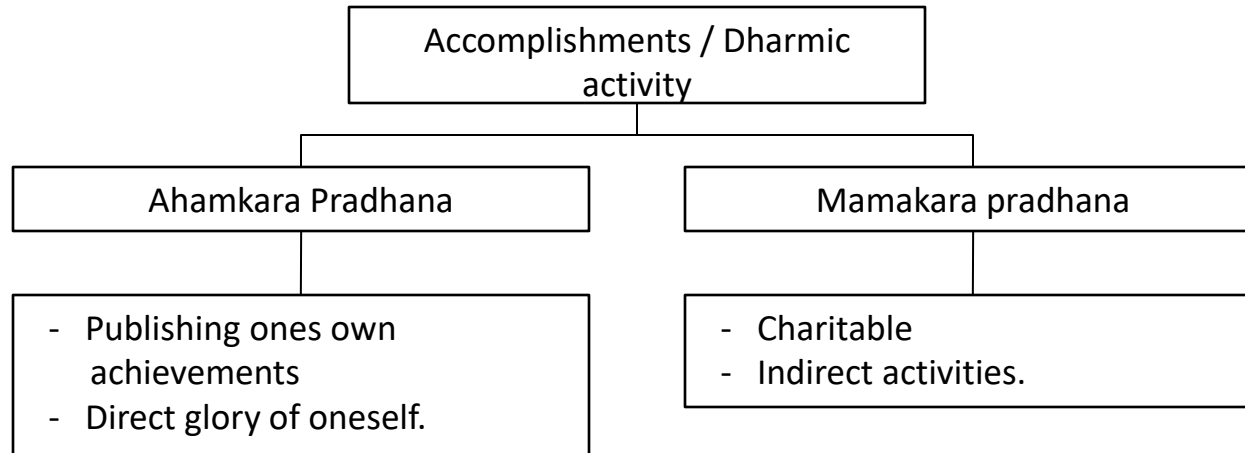 Accomplishments / Dharmic
activity
Ahamkara Pradhana
Mamakara pradhana
- Publishing ones own
achievements
- Direct glory of oneself.
- Charitable
- Indirect activities.